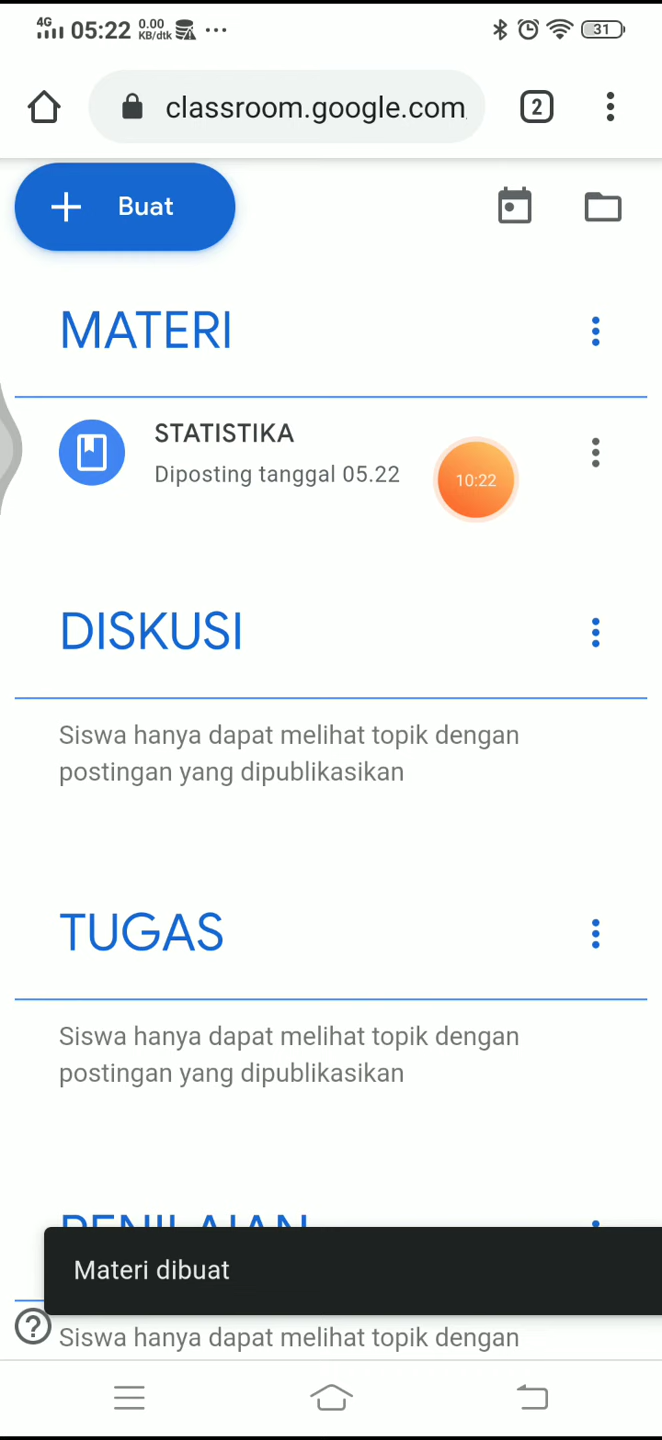 4G 05:22 0.00 KB/dtk ... 31
classroom.google.com 2
+ Buat
MATERI
STATISTIKA
Diposting tanggal 05.22
10:22
DISKUSI
Siswa hanya dapat melihat topik dengan
postingan yang dipublikasikan
TUGAS
Siswa hanya dapat melihat topik dengan
postingan yang dipublikasikan
PENILAIAN
Materi dibuat
? Siswa hanya dapat melihat topik dengan